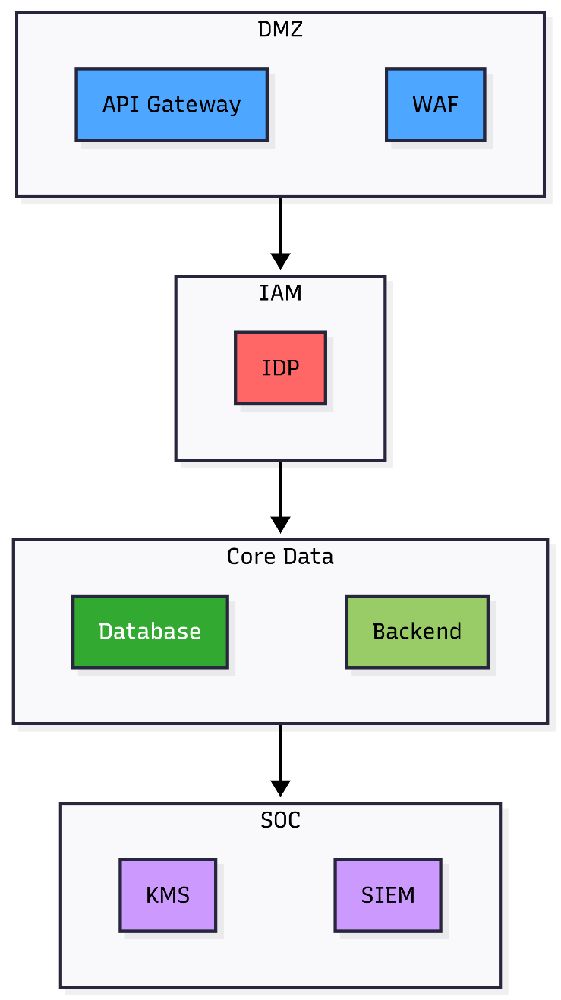 DMZ
API Gateway
WAF
IAM
IDP
Core Data
Database
Backend
SOC
KMS
SIEM